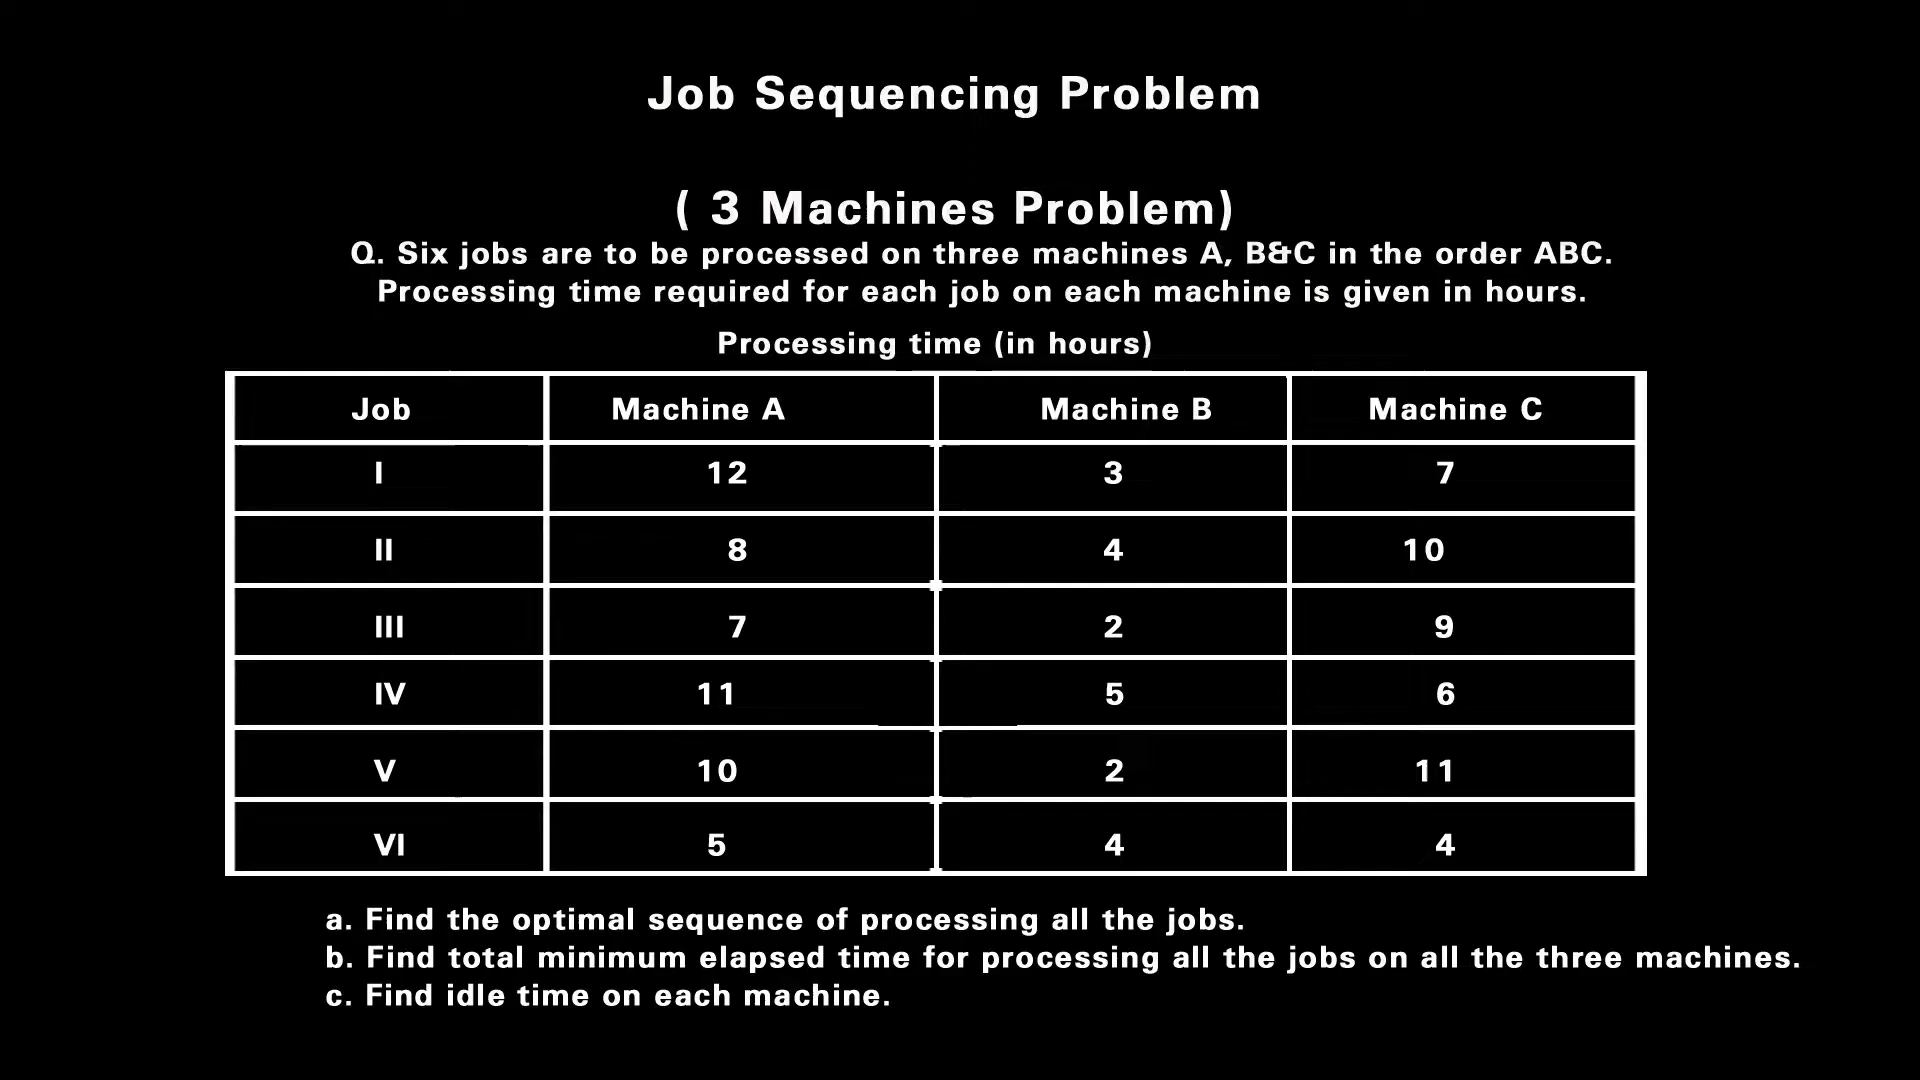 Job Sequencing Problem
( 3 Machines Problem)
Q. Six jobs are to be processed on three machines A, B&C in the order ABC.
Processing time required for each job on each machine is given in hours.
Processing time (in hours)
Job Machine A Machine B Machine C
I 12 3 7
II 8 4 10
III 7 2 9
IV 11 5 6
V 10 2 11
VI 5 4 4
a. Find the optimal sequence of processing all the jobs.
b. Find total minimum elapsed time for processing all the jobs on all the three machines.
c. Find idle time on each machine.